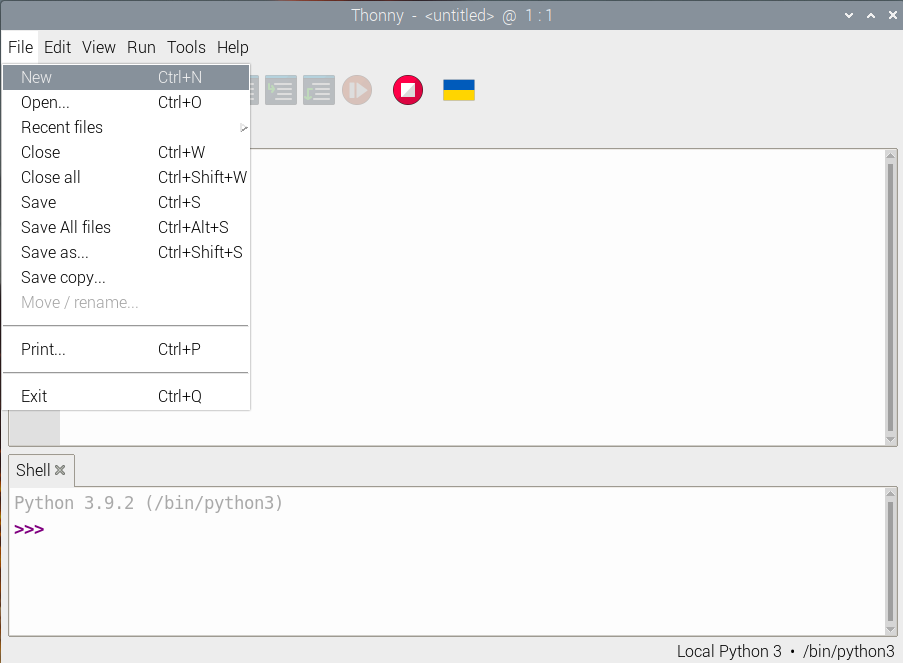 Thonny - <untitled> @ 1 : 1
File Edit View Run Tools Help
New Ctrl+N
Open... Ctrl+O
Recent files
Close Ctrl+W
Close all Ctrl+Shift+W
Save Ctrl+S
Save All files Ctrl+Alt+S
Save as... Ctrl+Shift+S
Save copy...
Move / rename...
Print... Ctrl+P
Exit Ctrl+Q
Shell
Python 3.9.2 (/bin/python3)
>>>
Local Python 3 • /bin/python3